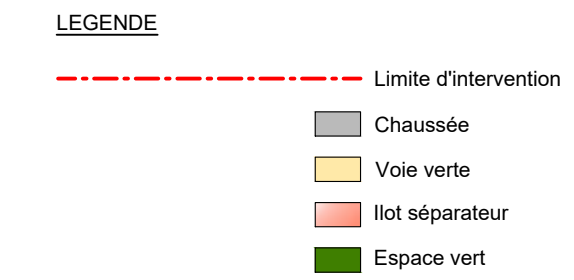 LEGENDE
Limite d'intervention
Chaussée
Voie verte
Ilot séparateur
Espace vert